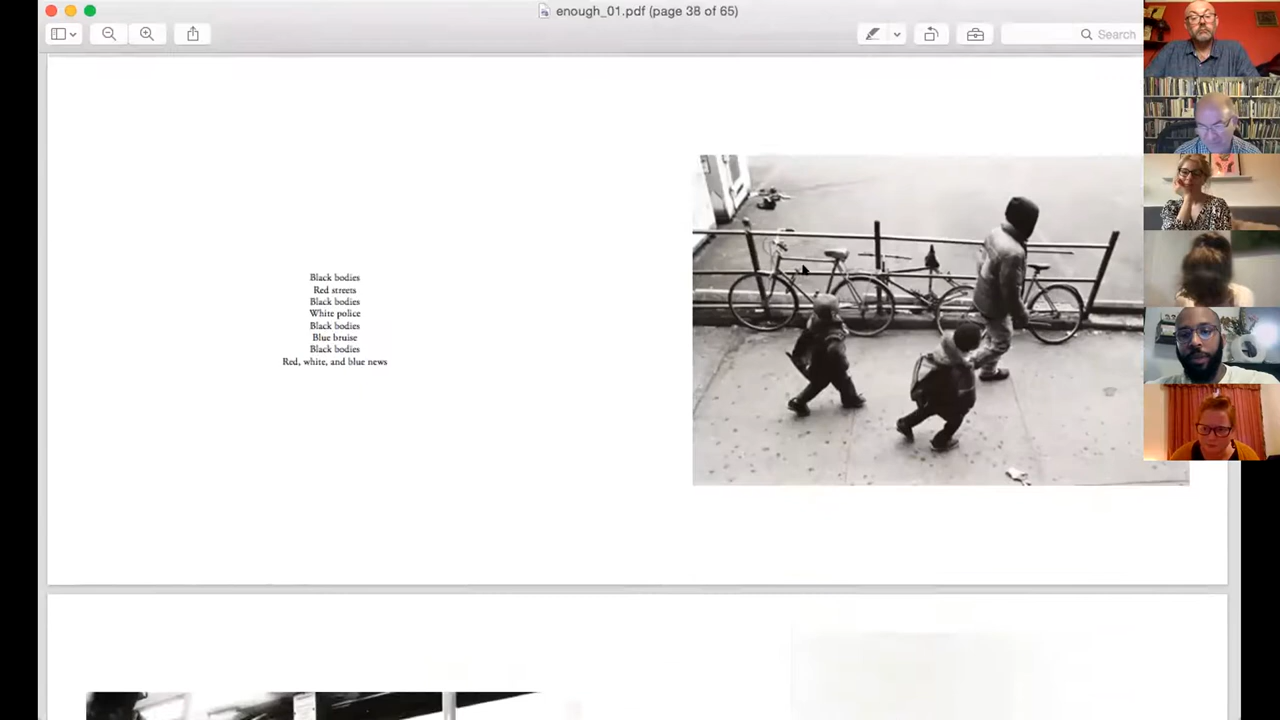 enough_01.pdf (page 38 of 65)
Search
Black bodies
Red streets
Black bodies
White police
Black bodies
Blue bruise
Black bodies
Red, white, and blue news